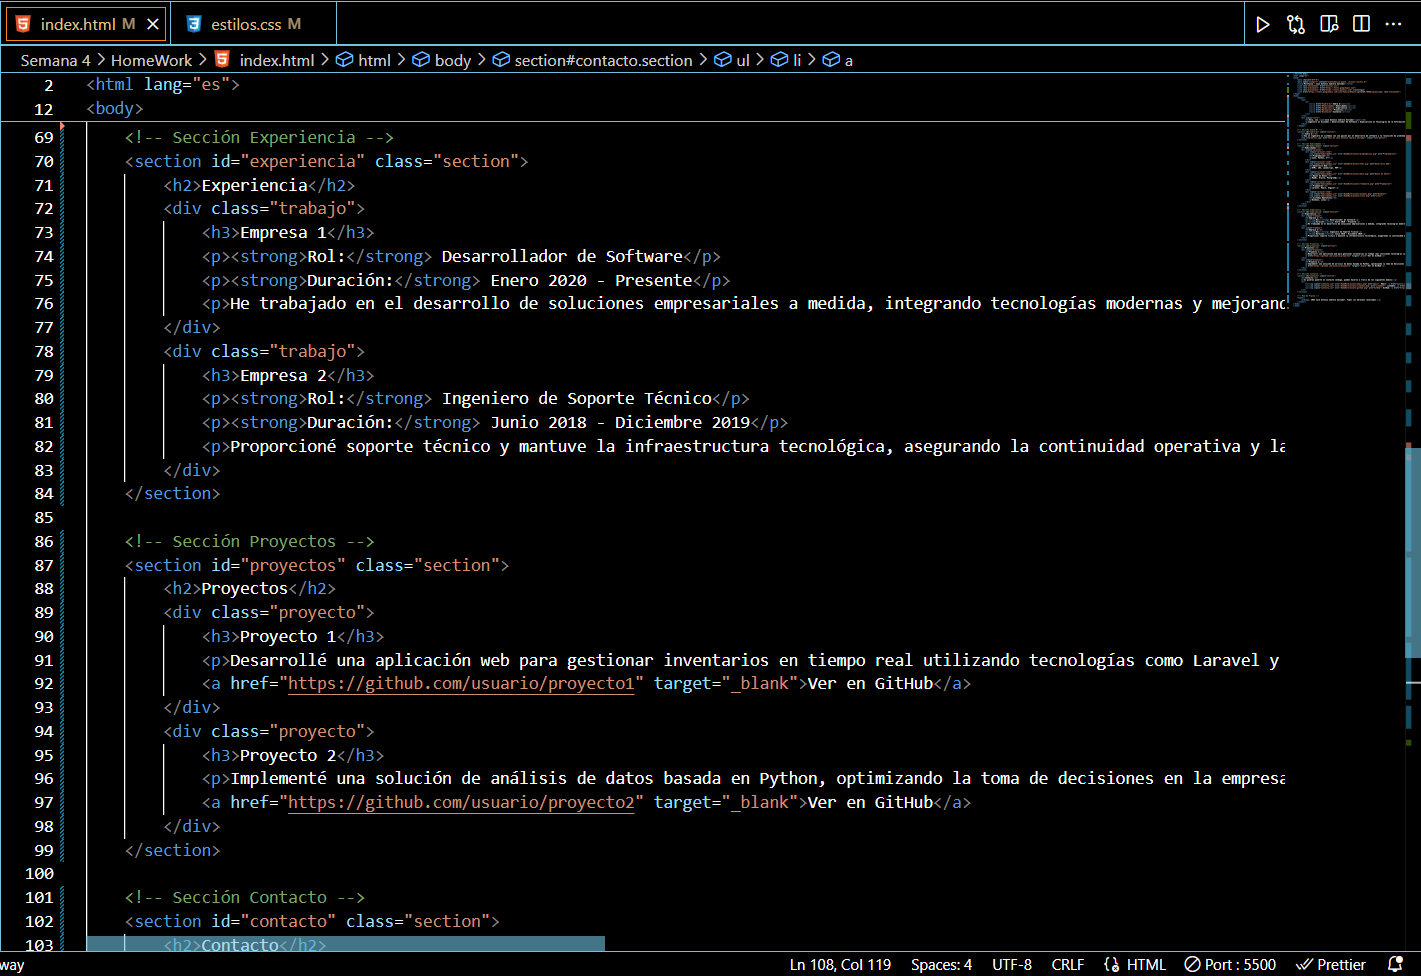 index.html M
estilos.css M
Semana 4 > HomeWork > index.html > html > body > section#contacto.section > ul > li > a
2 <html lang="es">
12 <body>
69 <!-- Sección Experiencia -->
70 <section id="experiencia" class="section">
71 <h2>Experiencia</h2>
72 <div class="trabajo">
73 <h3>Empresa 1</h3>
74 <p><strong>Rol:</strong> Desarrollador de Software</p>
75 <p><strong>Duración:</strong> Enero 2020 - Presente</p>
76 <p>He trabajado en el desarrollo de soluciones empresariales a medida, integrando tecnologías modernas y mejorand
77 </div>
78 <div class="trabajo">
79 <h3>Empresa 2</h3>
80 <p><strong>Rol:</strong> Ingeniero de Soporte Técnico</p>
81 <p><strong>Duración:</strong> Junio 2018 - Diciembre 2019</p>
82 <p>Proporcioné soporte técnico y mantuve la infraestructura tecnológica, asegurando la continuidad operativa y la
83 </div>
84 </section>
85
86 <!-- Sección Proyectos -->
87 <section id="proyectos" class="section">
88 <h2>Proyectos</h2>
89 <div class="proyecto">
90 <h3>Proyecto 1</h3>
91 <p>Desarrollé una aplicación web para gestionar inventarios en tiempo real utilizando tecnologías como Laravel y
92 <a href="https://github.com/usuario/proyecto1" target="_blank">Ver en GitHub</a>
93 </div>
94 <div class="proyecto">
95 <h3>Proyecto 2</h3>
96 <p>Implementé una solución de análisis de datos basada en Python, optimizando la toma de decisiones en la empresa
97 <a href="https://github.com/usuario/proyecto2" target="_blank">Ver en GitHub</a>
98 </div>
99 </section>
100
101 <!-- Sección Contacto -->
102 <section id="contacto" class="section">
103 <h2>Contacto</h2>
way Ln 108, Col 119 Spaces: 4 UTF-8 CRLF HTML Port : 5500 Prettier